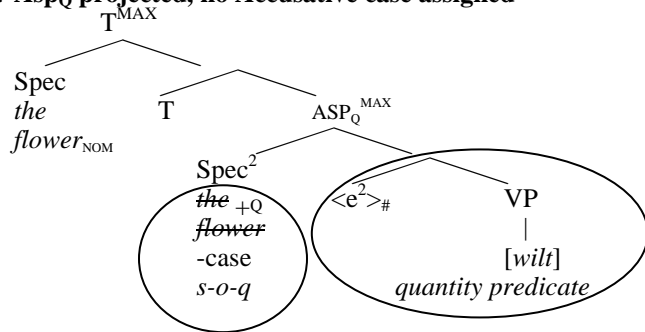 Asp_Q projected, no Accusative case assigned
T^MAX
Spec
the
flower_NOM
T
ASP_Q^MAX
Spec²
the +Q
flower
-case
s-o-q
<e²>_#
VP
[wilt]
quantity predicate